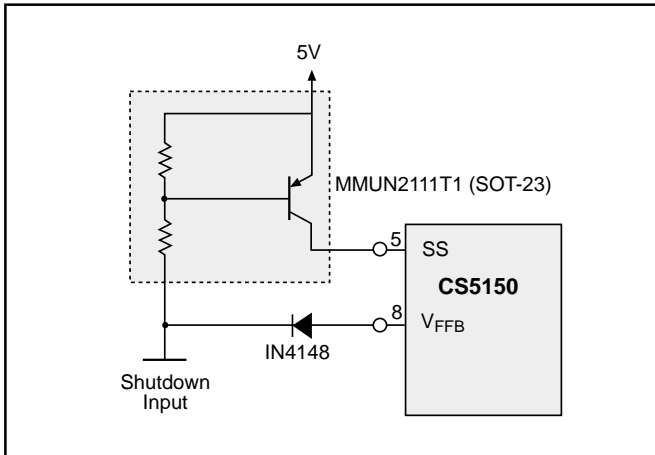 5V
MMUN2111T1 (SOT-23)
5
SS
CS5150
8
VFFB
IN4148
Shutdown
Input